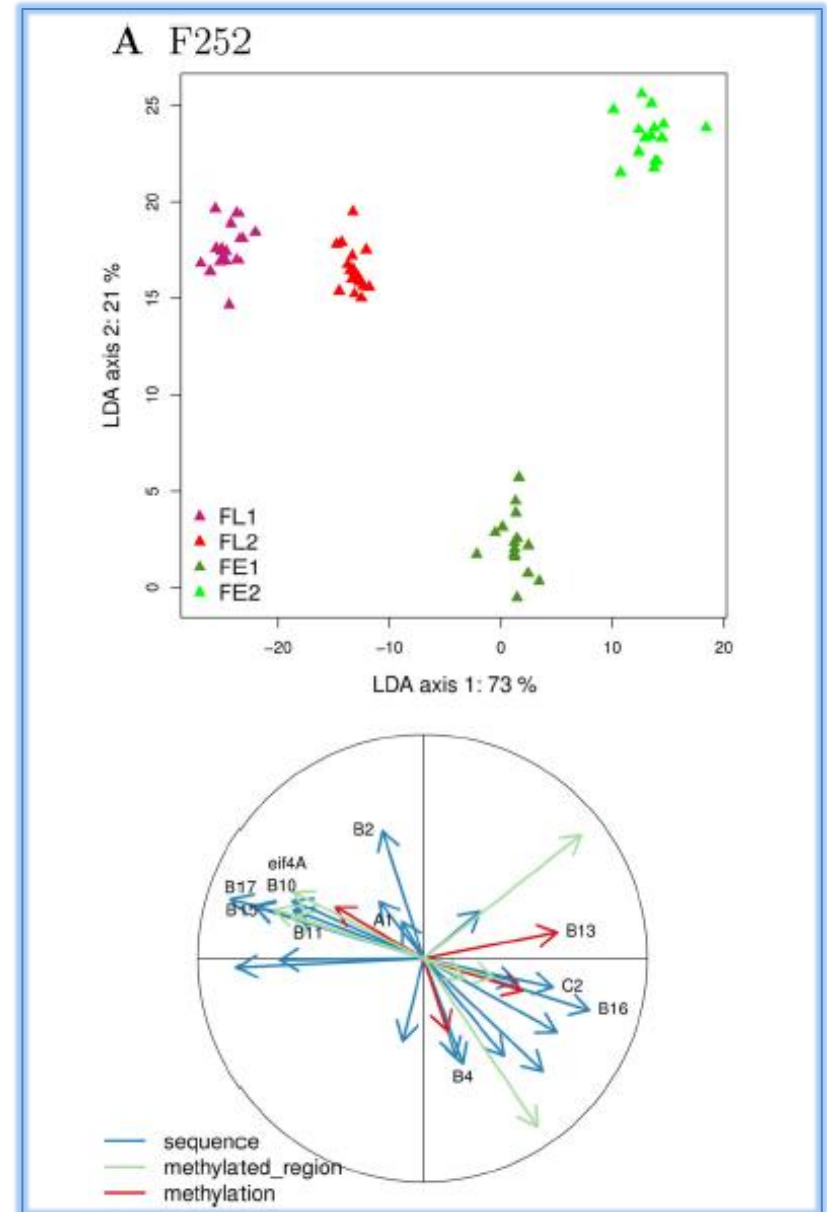 A F252
25
20
15
10
5
0
LDA axis 2: 21 %
FL1
FL2
FE1
FE2
−20 −10 0 10 20
LDA axis 1: 73 %
B2
eif4A
B17 B10
B15 A1
B11
B13
C2
B16
B4
sequence
methylated_region
methylation